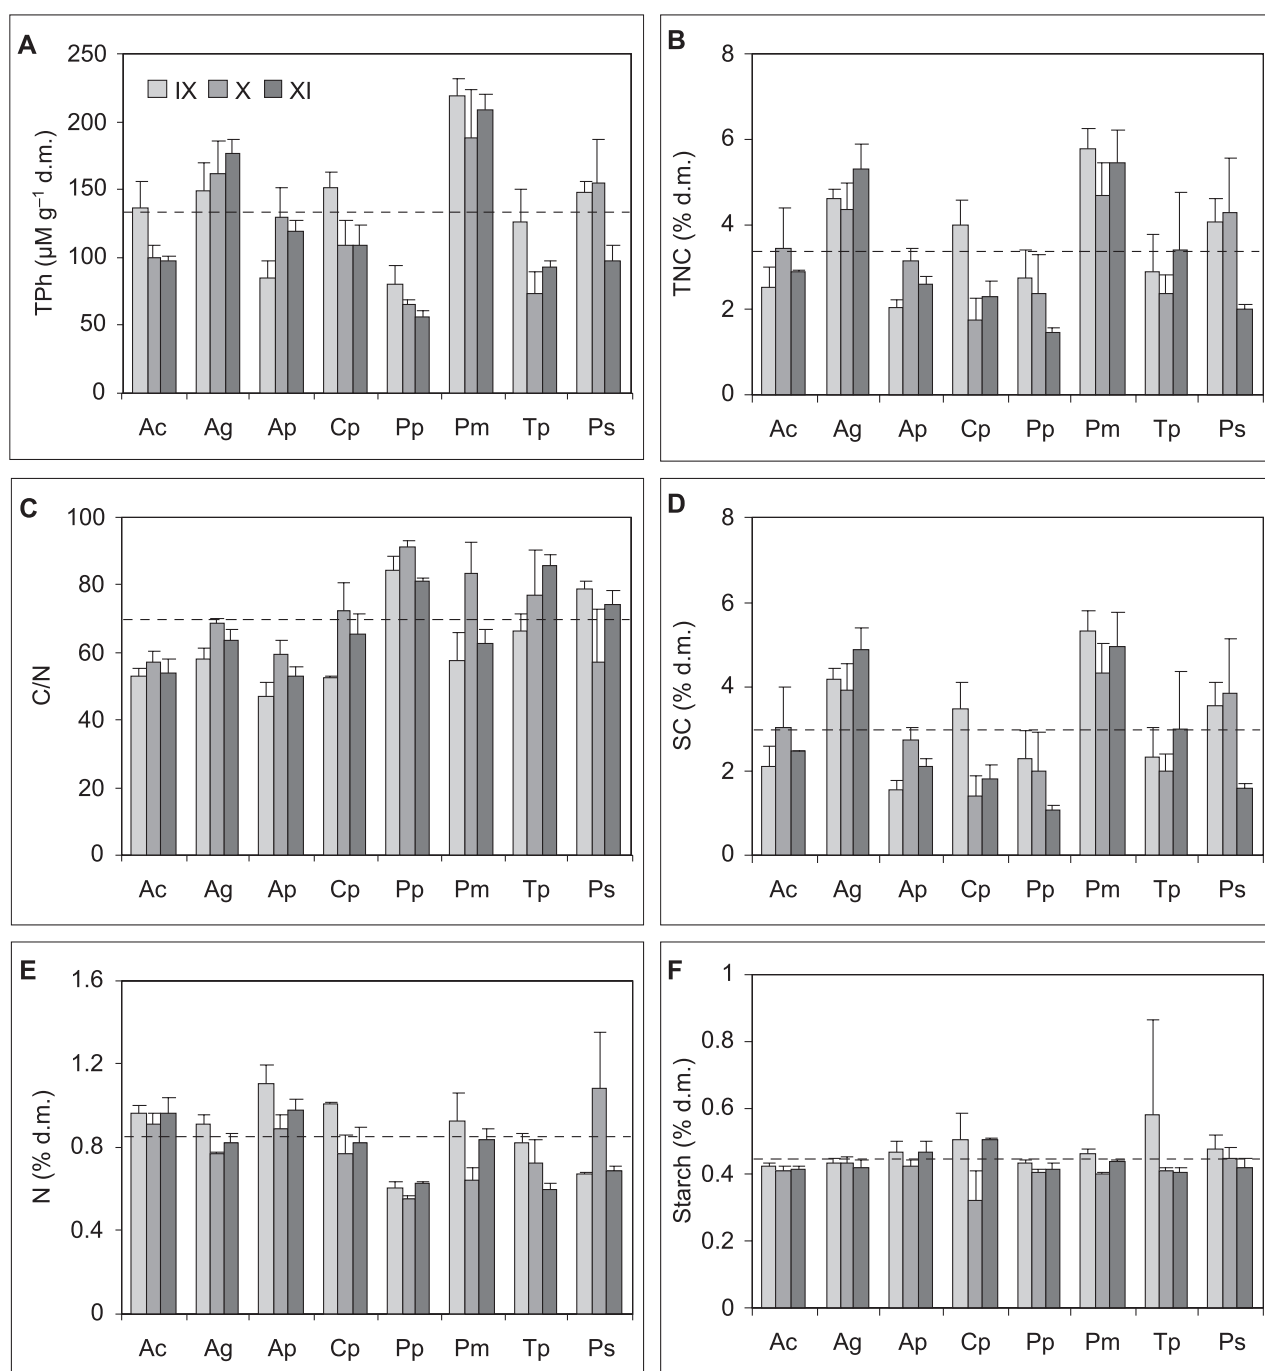 A
TPh (µM g⁻¹ d.m.)
250
200
150
100
50
0
IX X XI
Ac Ag Ap Cp Pp Pm Tp Ps
B
TNC (% d.m.)
8
6
4
2
0
Ac Ag Ap Cp Pp Pm Tp Ps
C
C/N
100
80
60
40
20
0
Ac Ag Ap Cp Pp Pm Tp Ps
D
SC (% d.m.)
8
6
4
2
0
Ac Ag Ap Cp Pp Pm Tp Ps
E
N (% d.m.)
1.6
1.2
0.8
0.4
0
Ac Ag Ap Cp Pp Pm Tp Ps
F
Starch (% d.m.)
1
0.8
0.6
0.4
0.2
0
Ac Ag Ap Cp Pp Pm Tp Ps